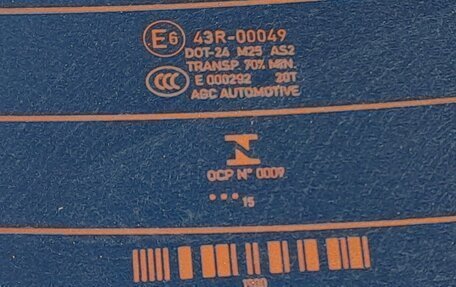 E6 43R-00049
DOT-24 M25 AS2
TRANSP. 70% MIN.
CCC E 000292 20T
ABC AUTOMOTIVE
OCP N° 0009
••• 15